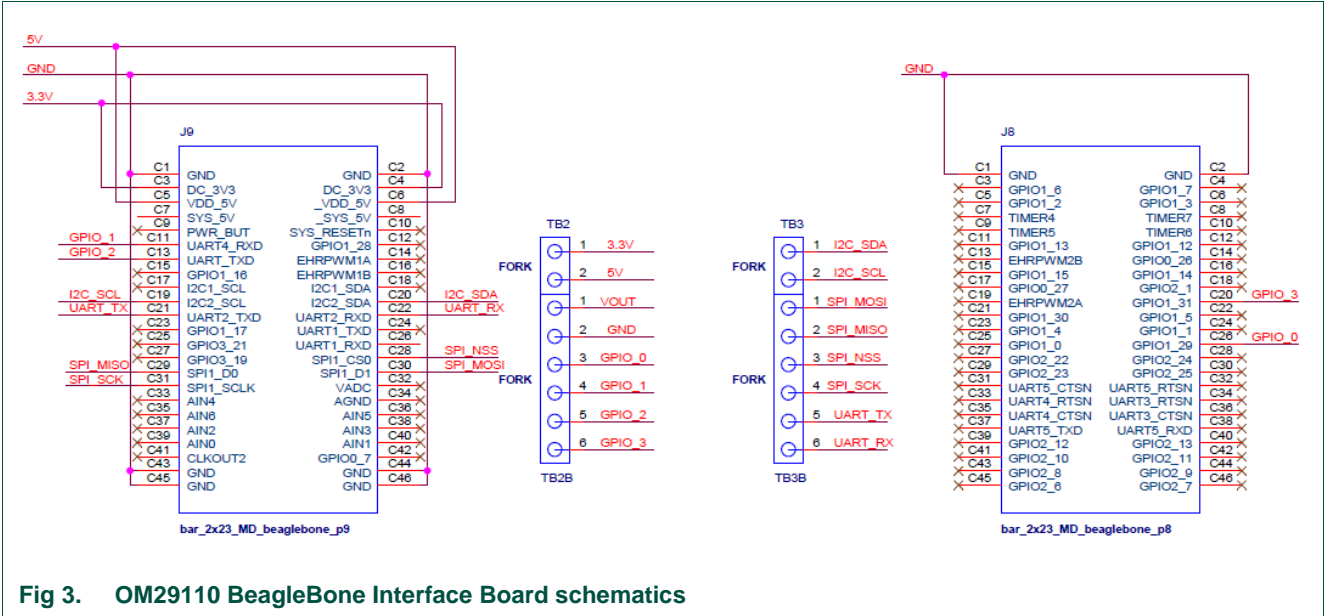 5V
GND
3.3V
J9
C1 GND GND C2
C3 DC_3V3 DC_3V3 C4
C5 VDD_5V _VDD_5V C6
C7 SYS_5V _SYS_5V C8
C9 PWR_BUT SYS_RESETn C10
GPIO_1 C11 UART4_RXD GPIO1_28 C12
GPIO_2 C13 UART_TXD EHRPWM1A C14
C15 GPIO1_16 EHRPWM1B C16
C17 I2C1_SCL I2C1_SDA C18
I2C_SCL C19 I2C2_SCL I2C2_SDA C20 I2C_SDA
UART_TX C21 UART2_TXD UART2_RXD C22 UART_RX
C23 GPIO1_17 UART1_TXD C24
C25 GPIO3_21 UART1_RXD C26
C27 GPIO3_19 SPI1_CS0 C28 SPI_NSS
SPI_MISO C29 SPI1_D0 SPI1_D1 C30 SPI_MOSI
SPI_SCK C31 SPI1_SCLK VADC C32
C33 AIN4 AGND C34
C35 AIN6 AIN5 C36
C37 AIN2 AIN3 C38
C39 AIN0 AIN1 C40
C41 CLKOUT2 GPIO0_7 C42
C43 GND GND C44
C45 GND GND C46
bar_2x23_MD_beaglebone_p9
TB2
FORK
1 3.3V
2 5V
1 VOUT
2 GND
3 GPIO_0
FORK
4 GPIO_1
5 GPIO_2
6 GPIO_3
TB2B
TB3
FORK
1 I2C_SDA
2 I2C_SCL
1 SPI_MOSI
2 SPI_MISO
3 SPI_NSS
FORK
4 SPI_SCK
5 UART_TX
6 UART_RX
TB3B
GND
J8
C1 GND GND C2
C3 GPIO1_6 GPIO1_7 C4
C5 GPIO1_2 GPIO1_3 C6
C7 TIMER4 TIMER7 C8
C9 TIMER5 TIMER6 C10
C11 GPIO1_13 GPIO1_12 C12
C13 EHRPWM2B GPIO0_26 C14
C15 GPIO1_15 GPIO1_14 C16
C17 GPIO0_27 GPIO2_1 C18
C19 EHRPWM2A GPIO1_31 C20 GPIO_3
C21 GPIO1_30 GPIO1_5 C22
C23 GPIO1_4 GPIO1_1 C24
C25 GPIO1_0 GPIO1_29 C26 GPIO_0
C27 GPIO2_22 GPIO2_24 C28
C29 GPIO2_23 GPIO2_25 C30
C31 UART5_CTSN UART5_RTSN C32
C33 UART4_RTSN UART3_RTSN C34
C35 UART4_CTSN UART3_CTSN C36
C37 UART5_TXD UART5_RXD C38
C39 GPIO2_12 GPIO2_13 C40
C41 GPIO2_10 GPIO2_11 C42
C43 GPIO2_8 GPIO2_9 C44
C45 GPIO2_6 GPIO2_7 C46
bar_2x23_MD_beaglebone_p8
Fig 3. OM29110 BeagleBone Interface Board schematics